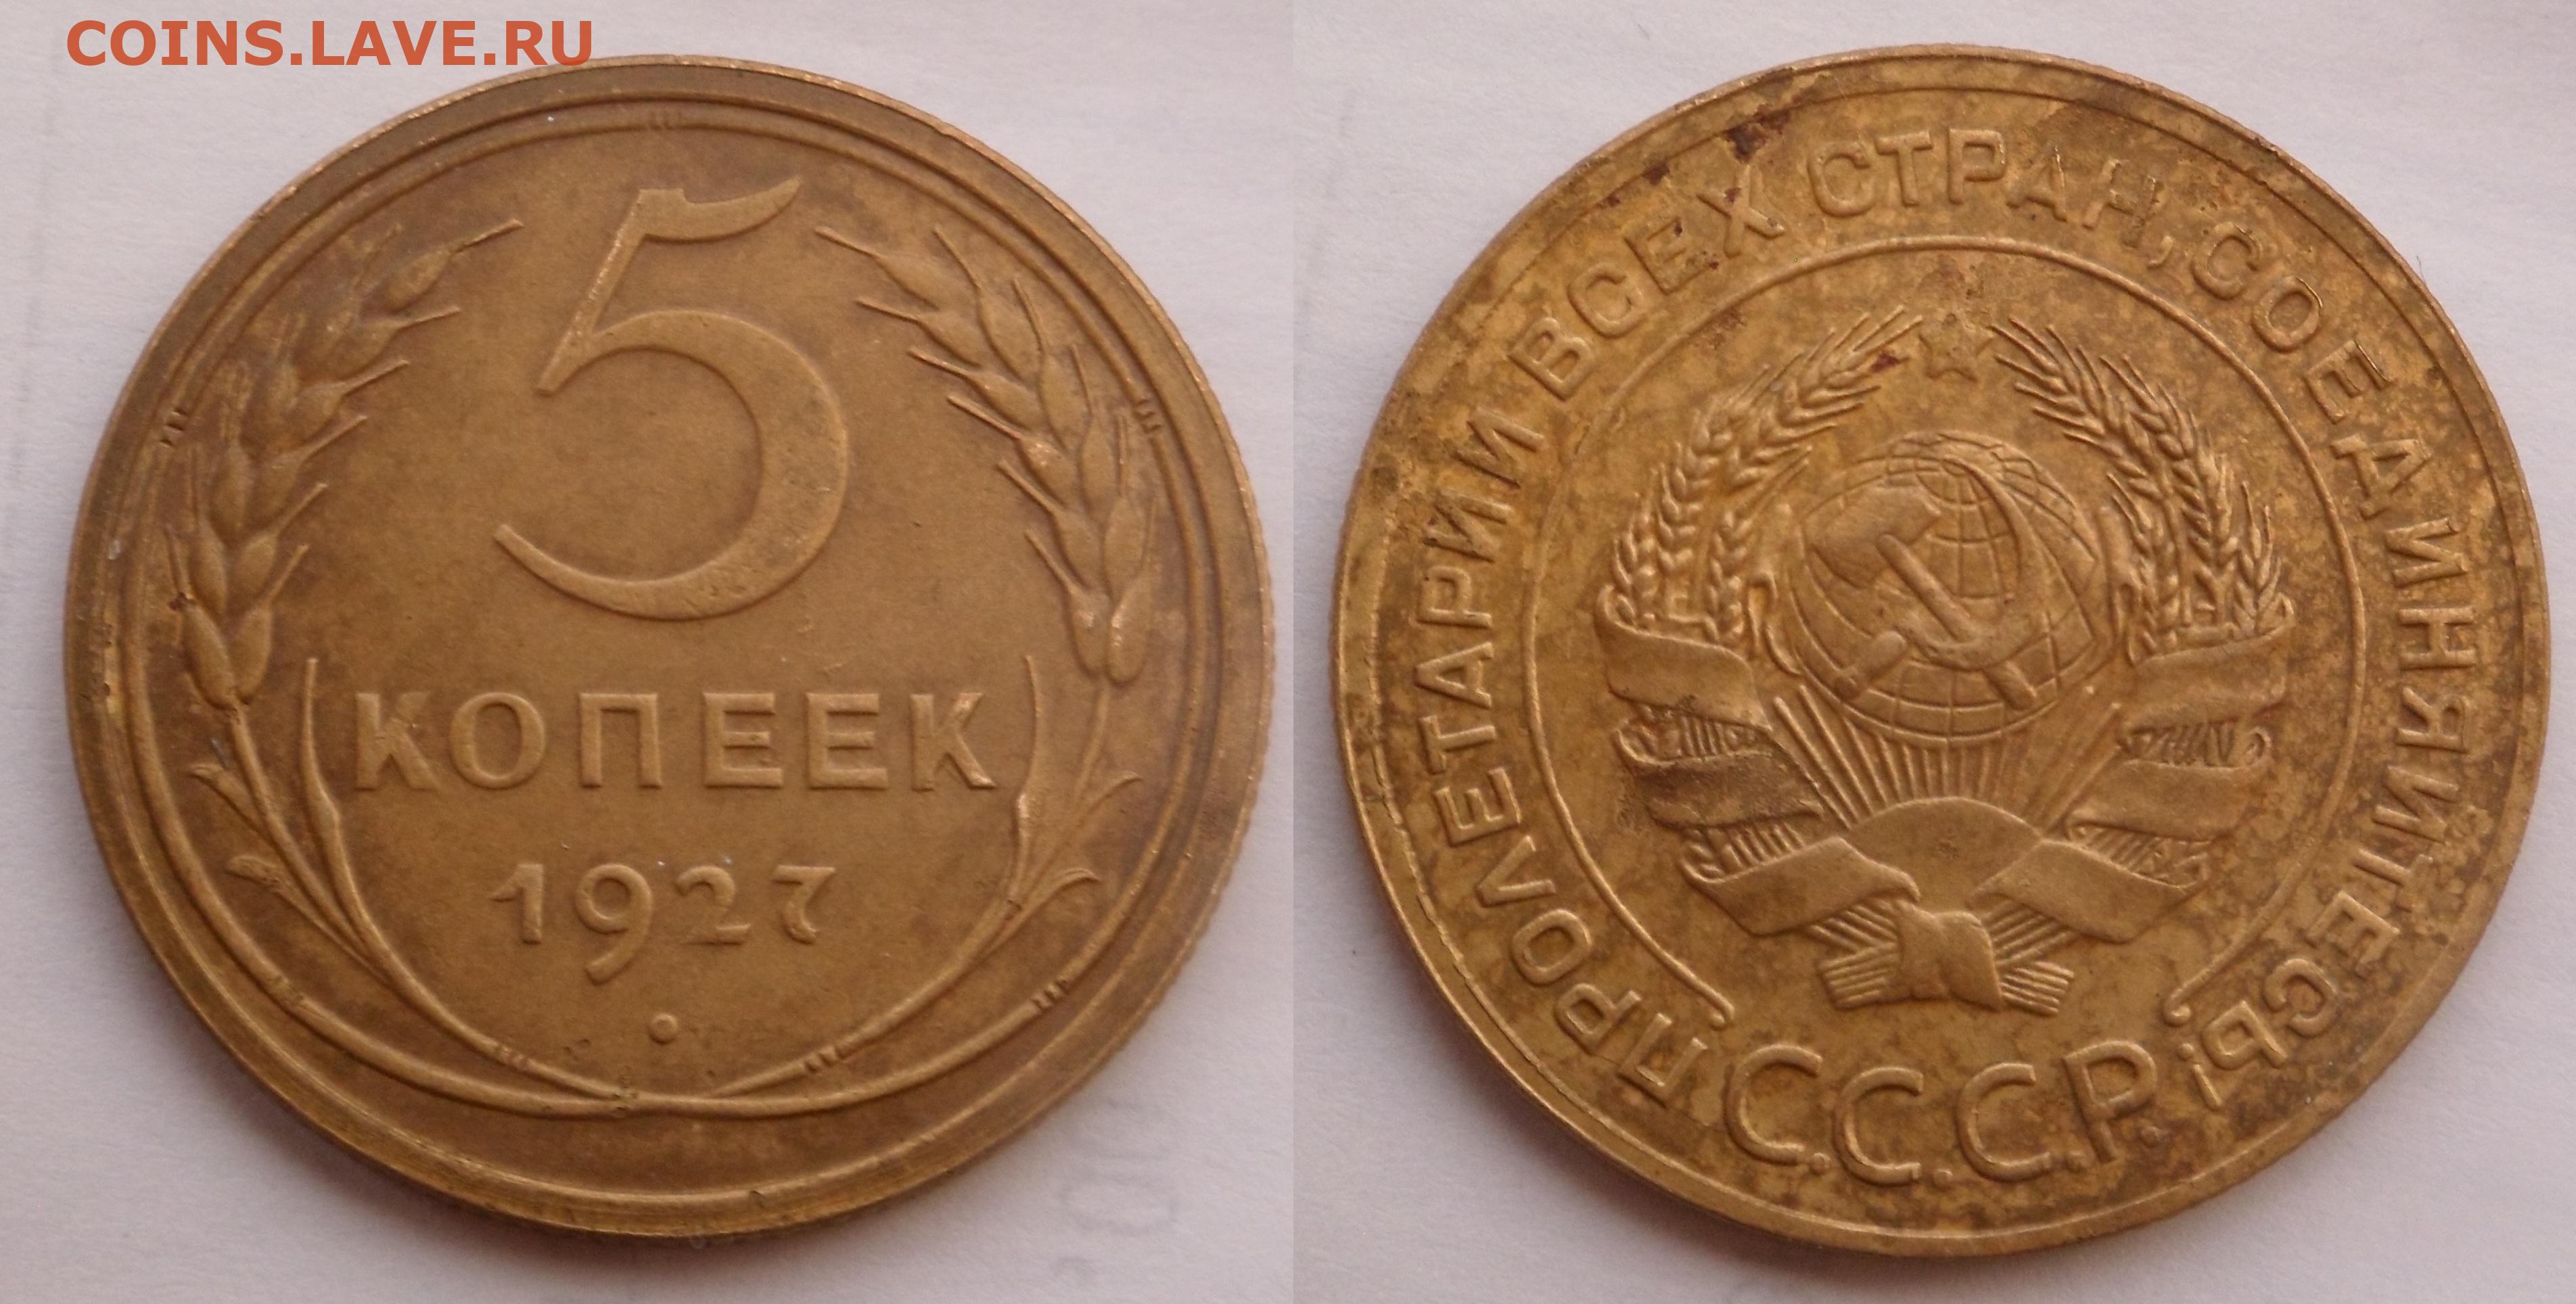 COINS.LAVE.RU
5
КОПЕЕК
1927
ПРОЛЕТАРИИ ВСЕХ СТРАН, СОЕДИНЯЙТЕСЬ!
С.С.С.Р.